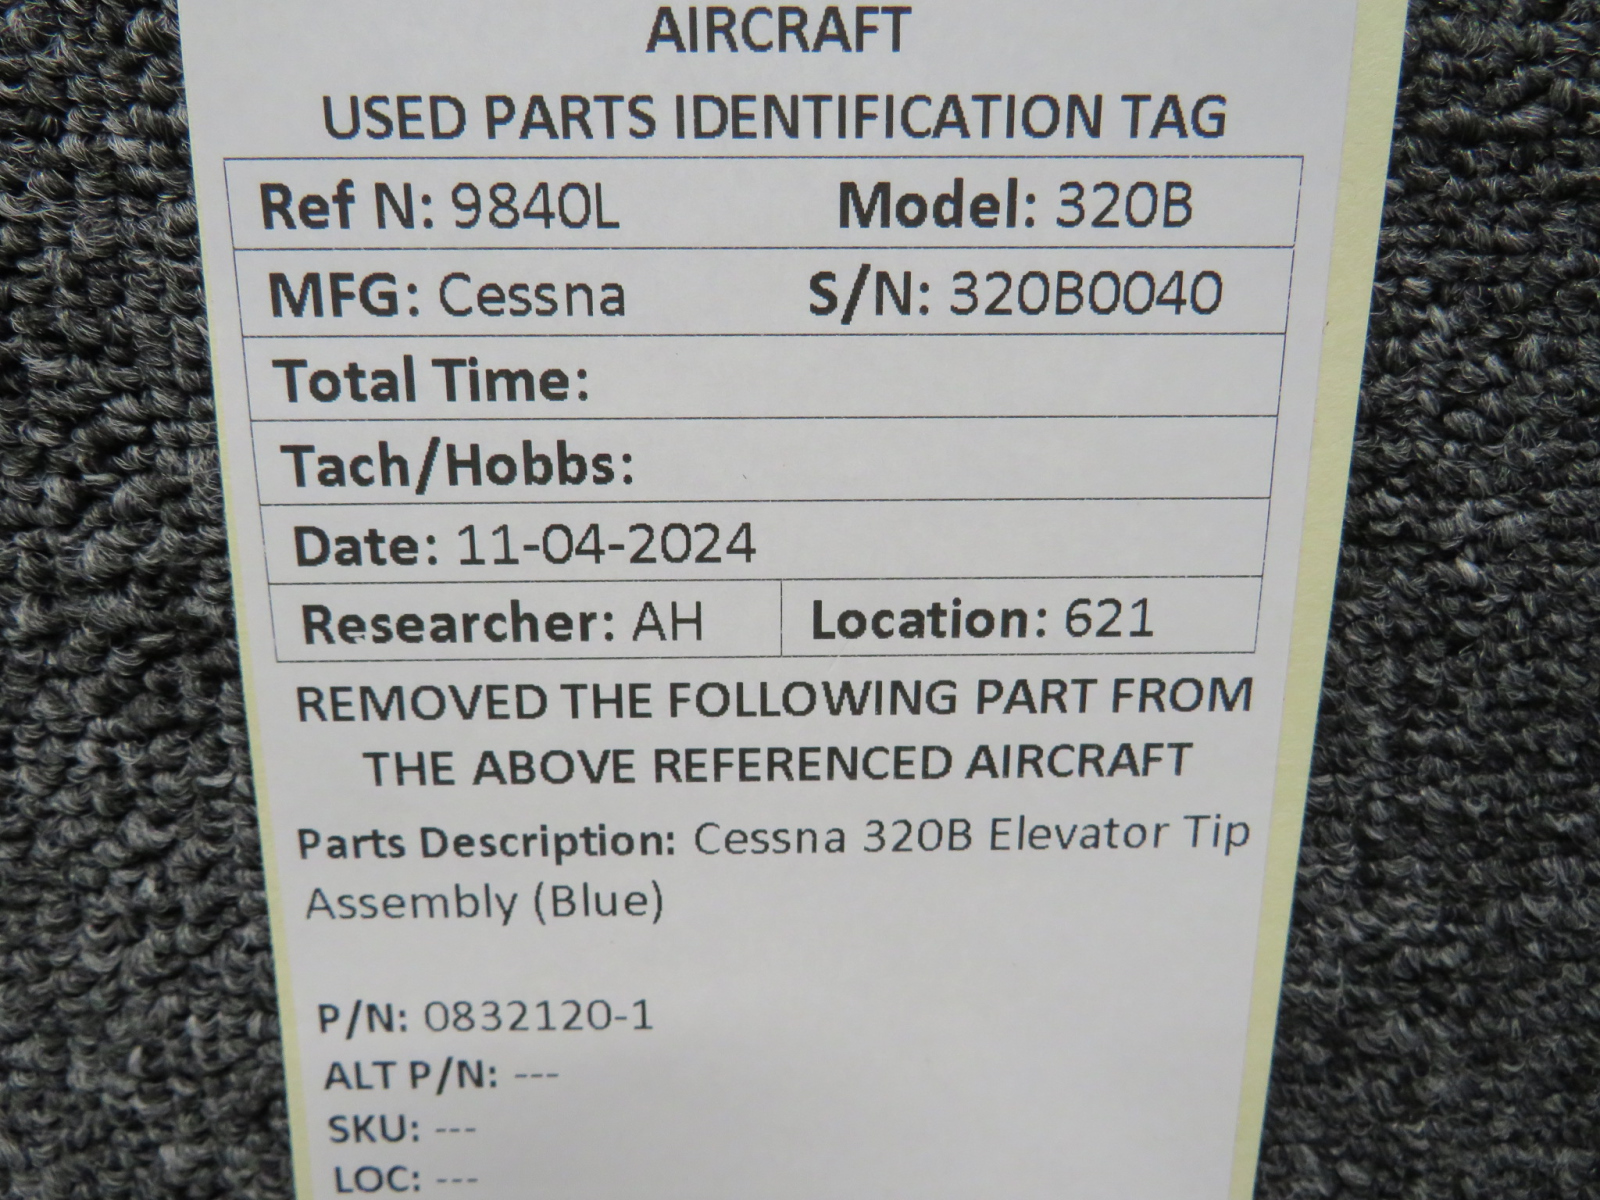 AIRCRAFT
USED PARTS IDENTIFICATION TAG
Ref N: 9840L Model: 320B
MFG: Cessna S/N: 320B0040
Total Time:
Tach/Hobbs:
Date: 11-04-2024
Researcher: AH Location: 621
REMOVED THE FOLLOWING PART FROM
THE ABOVE REFERENCED AIRCRAFT
Parts Description: Cessna 320B Elevator Tip
Assembly (Blue)
P/N: 0832120-1
ALT P/N: ---
SKU: ---
LOC: ---